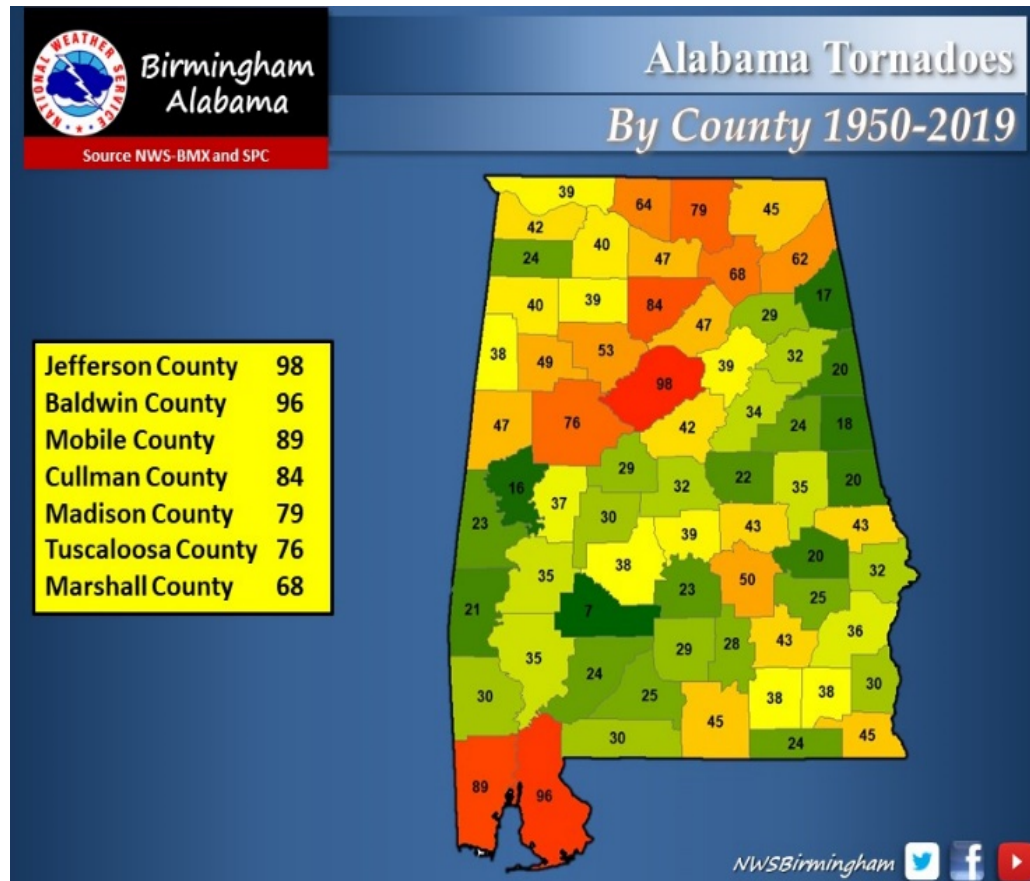 NATIONAL WEATHER SERVICE
Birmingham
Alabama
Source NWS-BMX and SPC
Alabama Tornadoes
By County 1950-2019
Jefferson County 98
Baldwin County 96
Mobile County 89
Cullman County 84
Madison County 79
Tuscaloosa County 76
Marshall County 68
39 64 79 45
42
24 40 47 68 62
40 39 84 47 29 17
38 49 53 98 39 32 20
47 76 42 34 24 18
16 37 29 32 22 35 20
23 30 39 43 43
35 38 23 50 20 32
21 7 25
35 29 28 43 36
30 24 25 45 38 38 30
30 24 45
89 96
NWSBirmingham